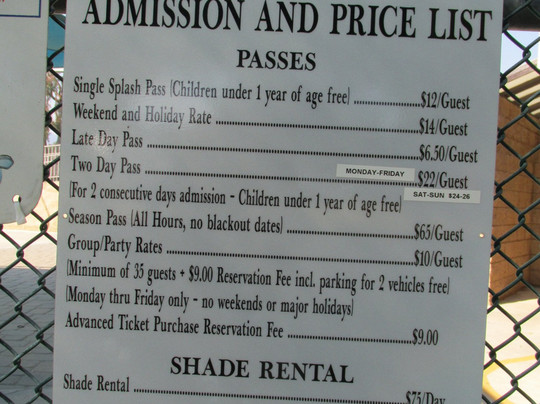 ADMISSION AND PRICE LIST
PASSES
Single Splash Pass (Children under 1 year of age free) ....................$12/Guest
Weekend and Holiday Rate ....................$14/Guest
Late Day Pass ....................$6.50/Guest
Two Day Pass ....................$22/Guest
MONDAY-FRIDAY
(For 2 consecutive days admission - Children under 1 year of age free)
SAT-SUN $24-26
Season Pass (All Hours, no blackout dates) ....................$65/Guest
Group/Party Rates ....................$10/Guest
(Minimum of 35 guests + $9.00 Reservation Fee incl. parking for 2 vehicles free)
(Monday thru Friday only - no weekends or major holidays)
Advanced Ticket Purchase Reservation Fee ....................$9.00
SHADE RENTAL
Shade Rental ....................$75/Day